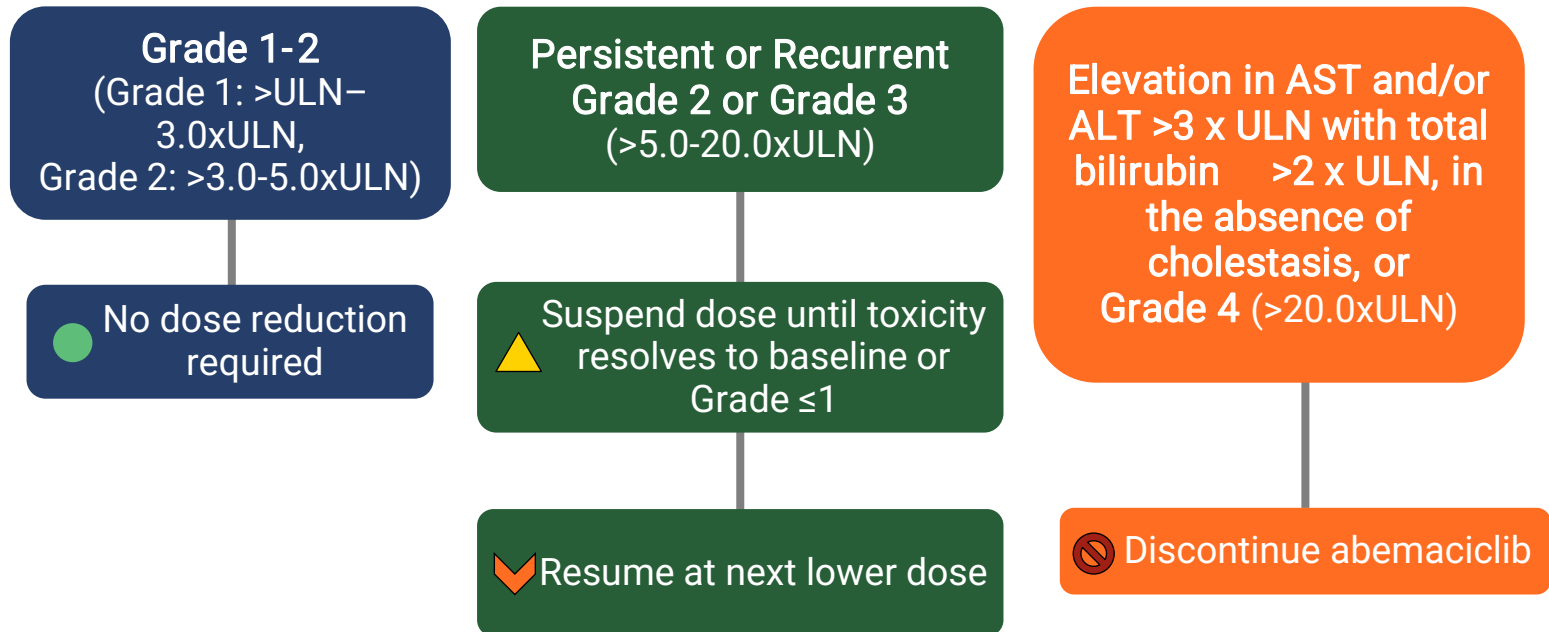 Grade 1-2
(Grade 1: >ULN–
3.0xULN,
Grade 2: >3.0-5.0xULN)
No dose reduction
required
Persistent or Recurrent
Grade 2 or Grade 3
(>5.0-20.0xULN)
Suspend dose until toxicity
resolves to baseline or
Grade ≤1
Resume at next lower dose
Elevation in AST and/or
ALT >3 x ULN with total
bilirubin >2 x ULN, in
the absence of
cholestasis, or
Grade 4 (>20.0xULN)
Discontinue abemaciclib